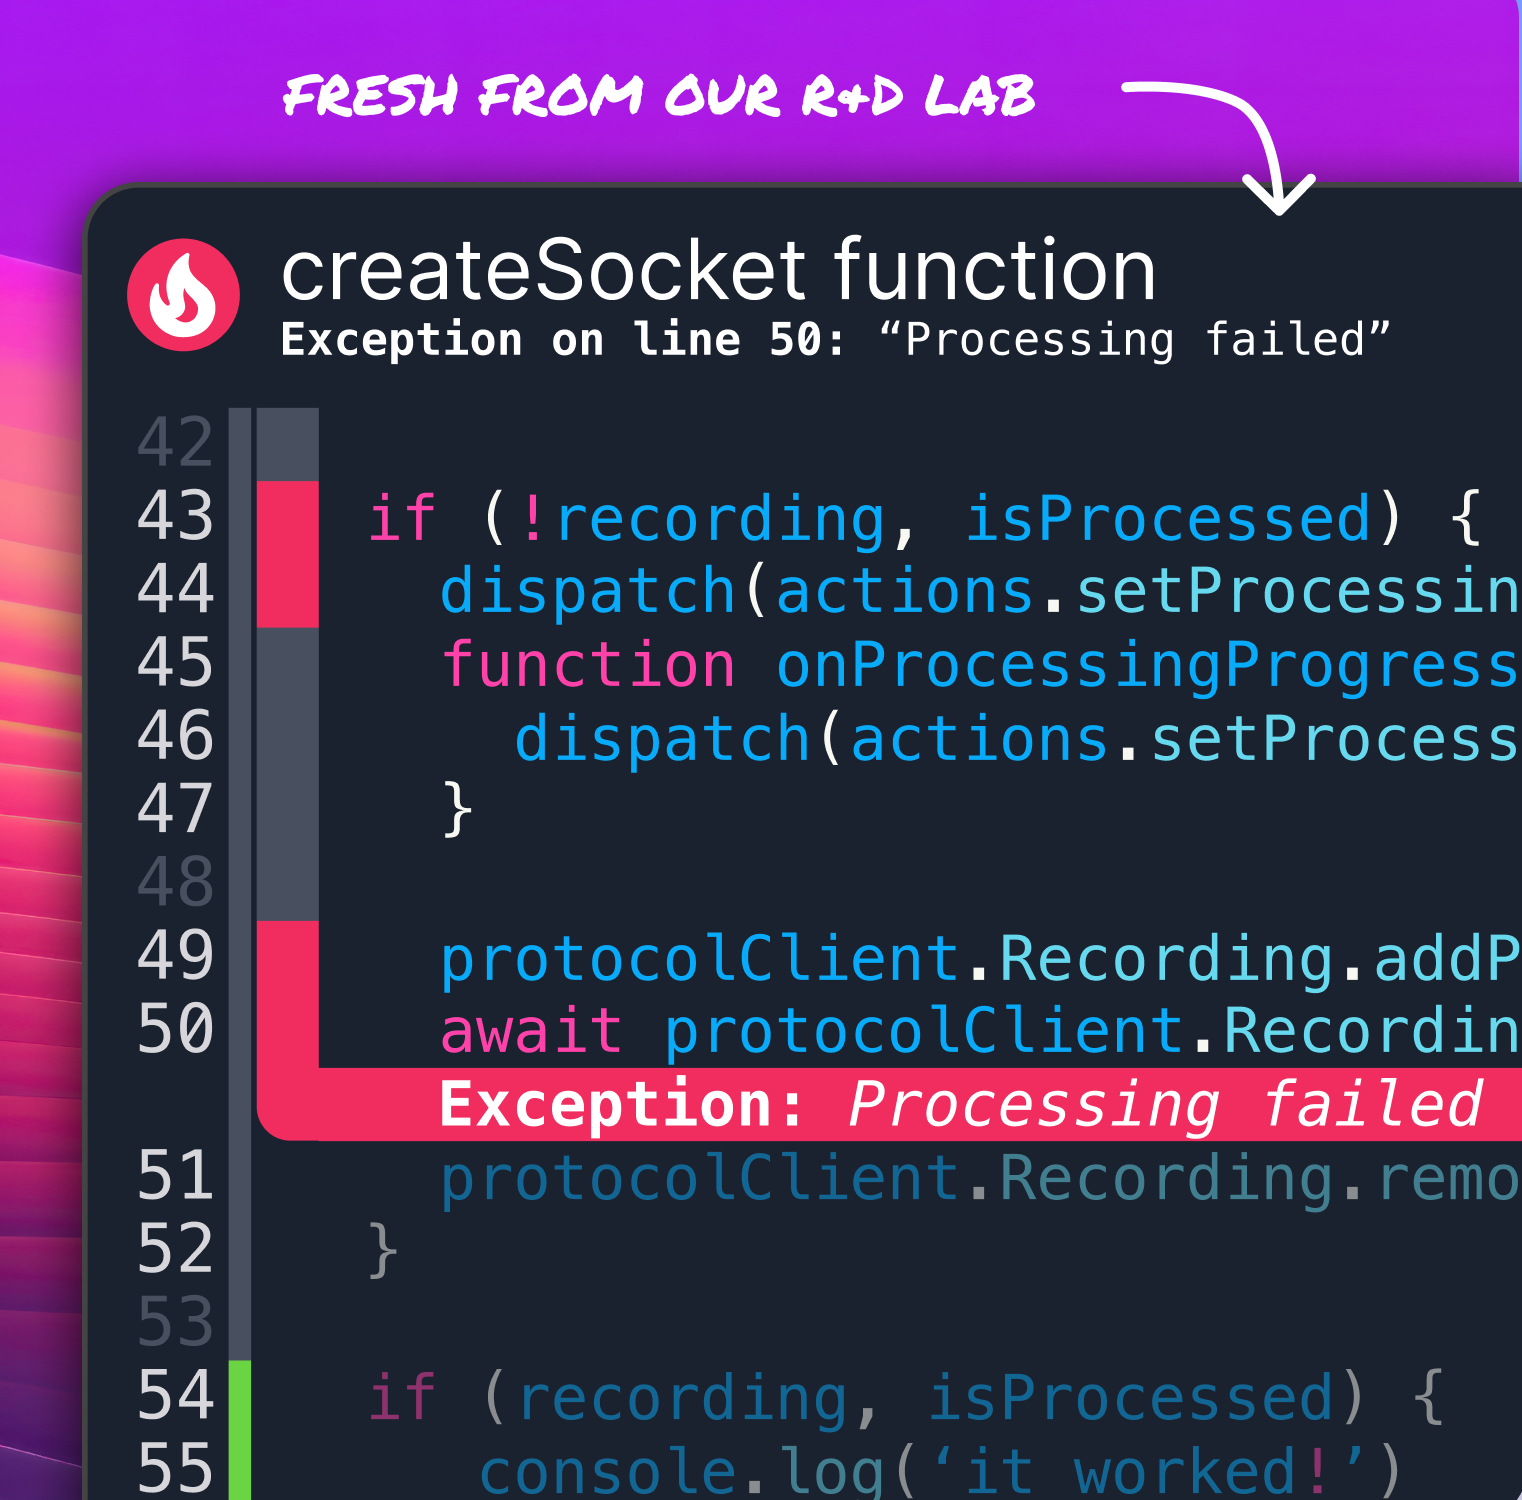 FRESH FROM OUR R&D LAB
createSocket function
Exception on line 50: “Processing failed”
42
43 if (!recording, isProcessed) {
44 dispatch(actions.setProcessin
45 function onProcessingProgress
46 dispatch(actions.setProcess
47 }
48
49 protocolClient.Recording.addP
50 await protocolClient.Recordin
Exception: Processing failed
51 protocolClient.Recording.remo
52 }
53
54 if (recording, isProcessed) {
55 console.log(‘it worked!’)